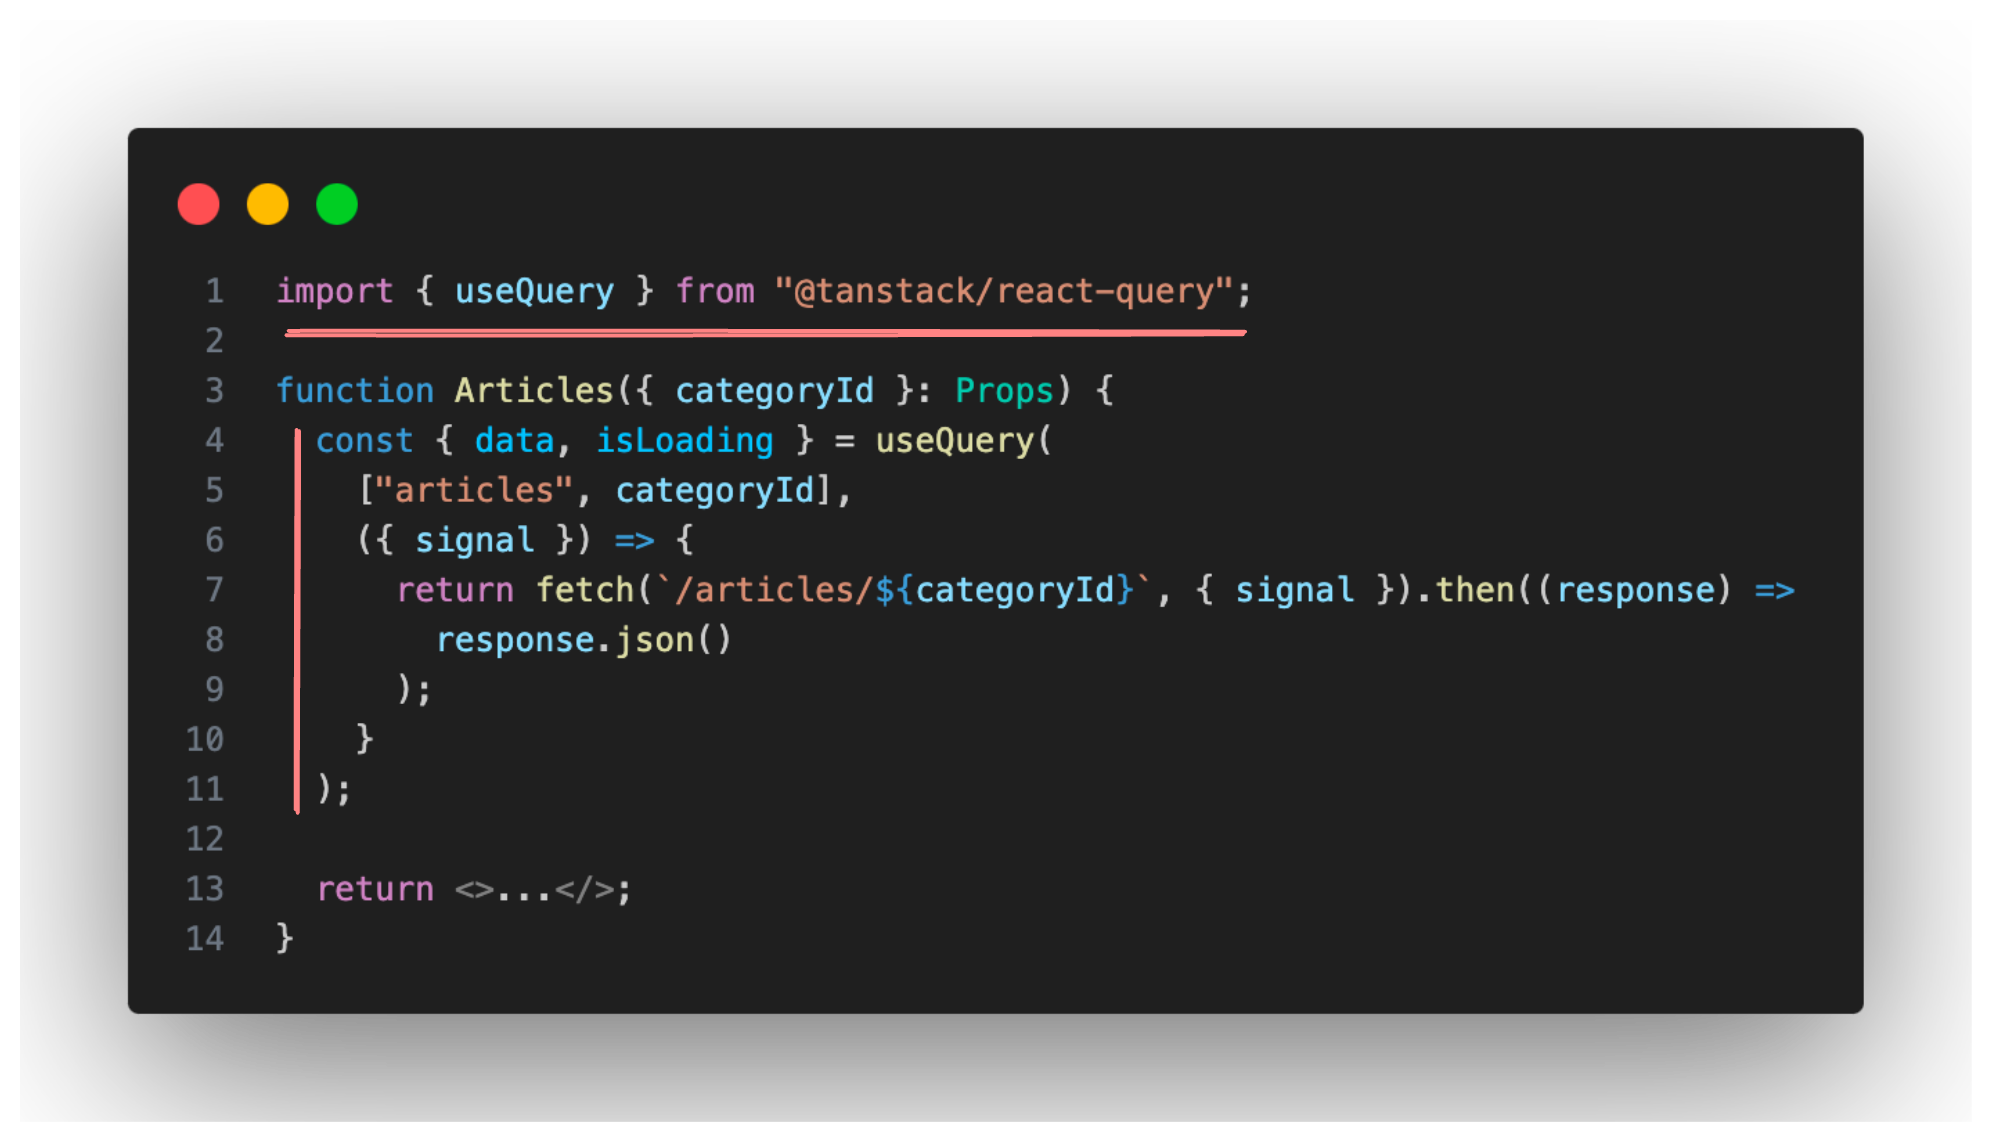 1 import { useQuery } from "@tanstack/react-query";
2
3 function Articles({ categoryId }: Props) {
4   const { data, isLoading } = useQuery(
5     ["articles", categoryId],
6     ({ signal }) => {
7       return fetch(`/articles/${categoryId}`, { signal }).then((response) =>
8         response.json()
9       );
10     }
11   );
12
13   return <>...</>;
14 }